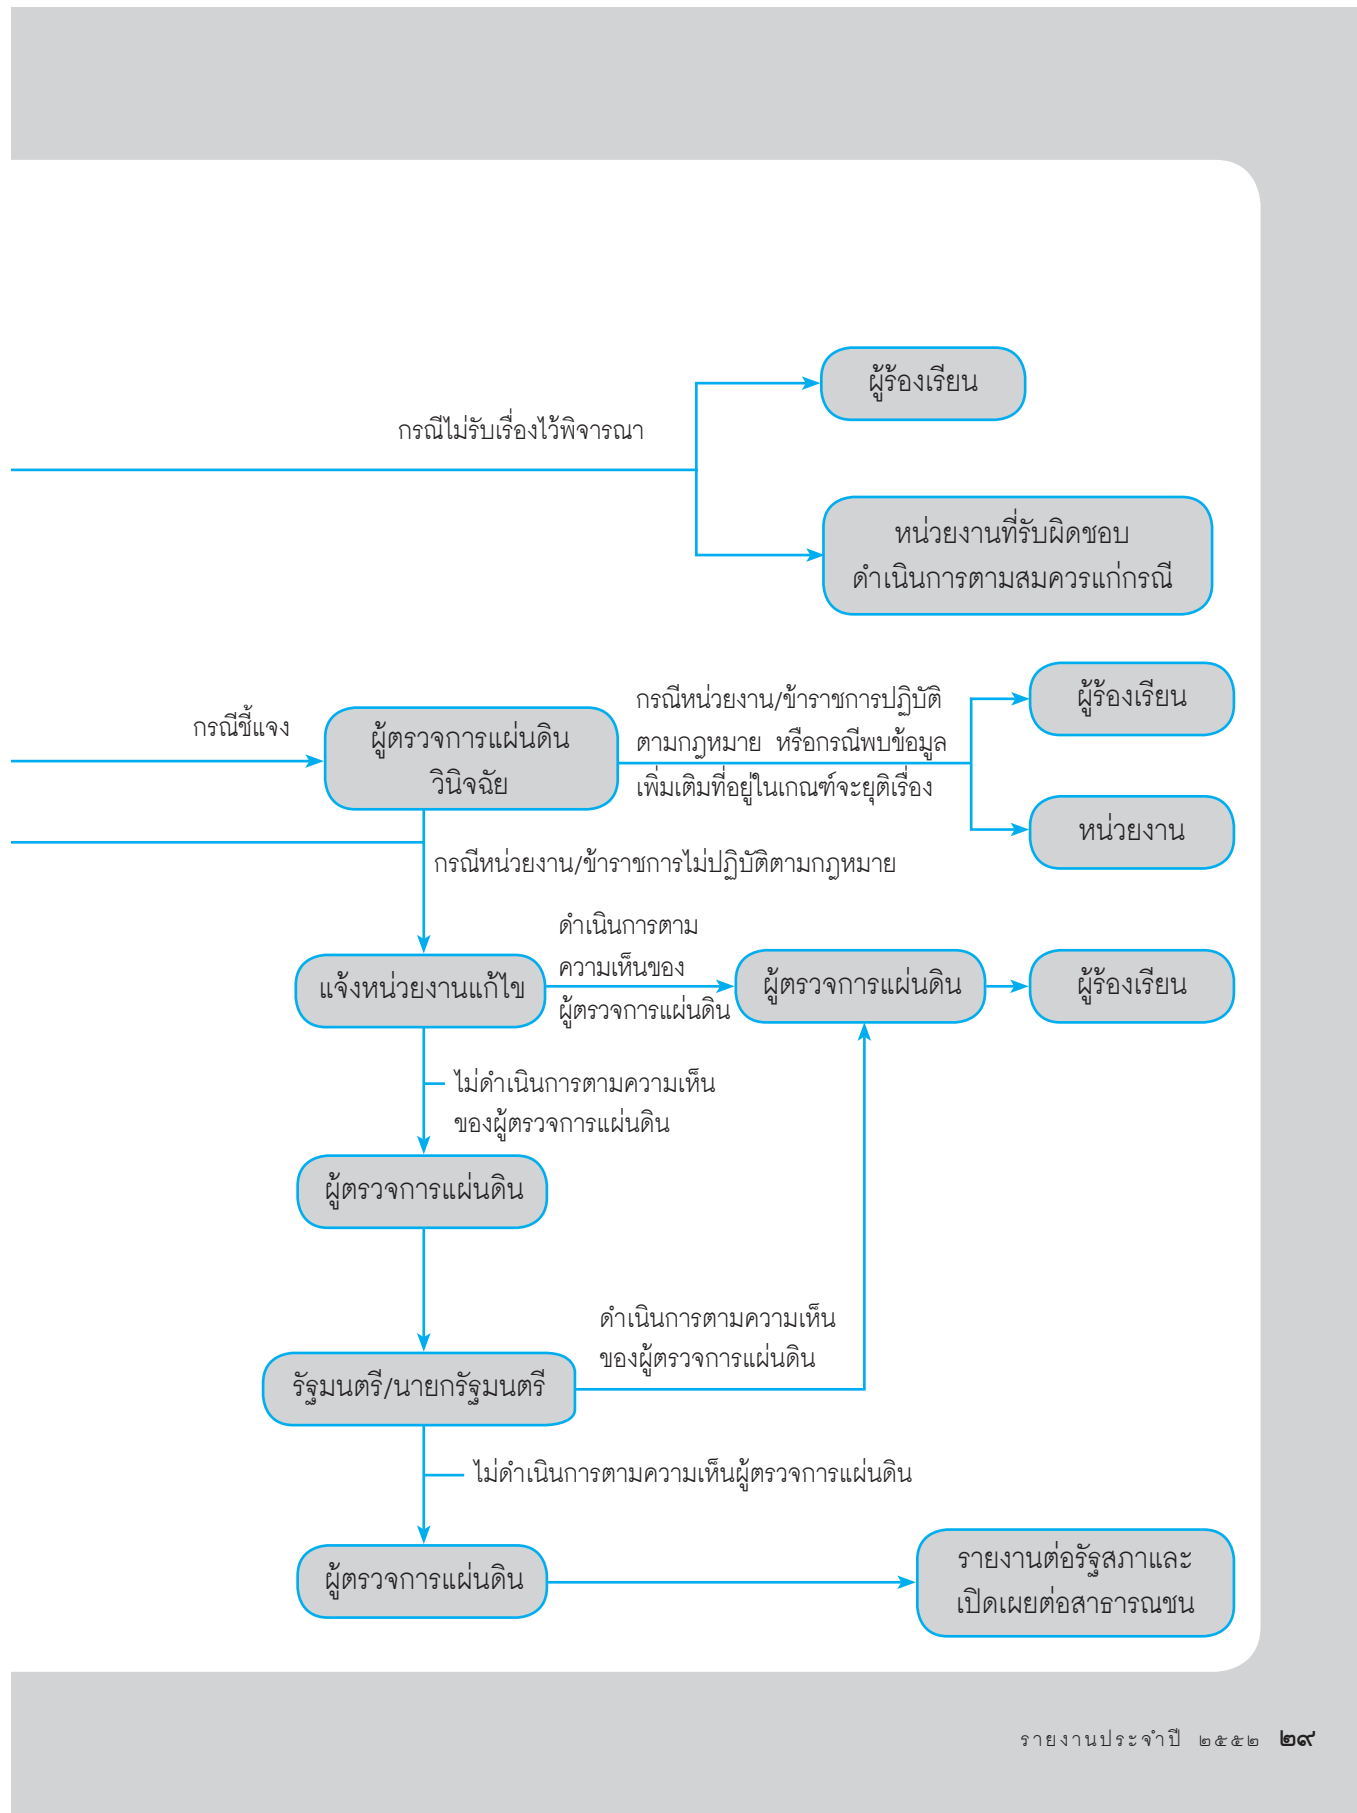 ผู้ร้องเรียน
กรณีไม่รับเรื่องไว้พิจารณา
หน่วยงานที่รับผิดชอบ
ดำเนินการตามสมควรแก่กรณี
กรณีชี้แจง
ผู้ตรวจการแผ่นดิน
วินิจฉัย
กรณีหน่วยงาน/ข้าราชการปฏิบัติ
ตามกฎหมาย หรือกรณีพบข้อมูล
เพิ่มเติมที่อยู่ในเกณฑ์จะยุติเรื่อง
ผู้ร้องเรียน
หน่วยงาน
กรณีหน่วยงาน/ข้าราชการไม่ปฏิบัติตามกฎหมาย
แจ้งหน่วยงานแก้ไข
ดำเนินการตาม
ความเห็นของ
ผู้ตรวจการแผ่นดิน
ผู้ตรวจการแผ่นดิน
ผู้ร้องเรียน
ไม่ดำเนินการตามความเห็น
ของผู้ตรวจการแผ่นดิน
ผู้ตรวจการแผ่นดิน
ดำเนินการตามความเห็น
ของผู้ตรวจการแผ่นดิน
รัฐมนตรี/นายกรัฐมนตรี
ไม่ดำเนินการตามความเห็นผู้ตรวจการแผ่นดิน
ผู้ตรวจการแผ่นดิน
รายงานต่อรัฐสภาและ
เปิดเผยต่อสาธารณชน
รายงานประจำปี ๒๕๕๒ ๒๙